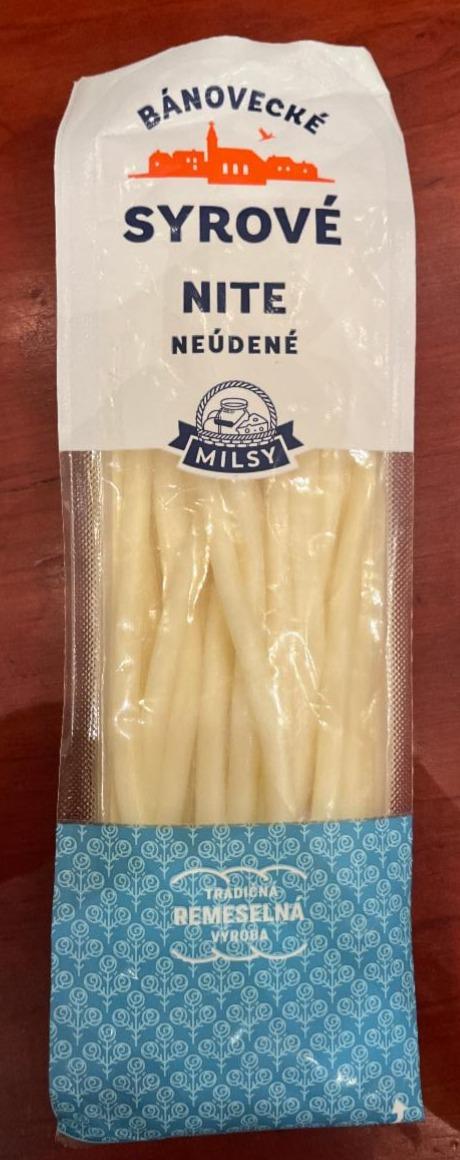 BÁNOVECKÉ
SYROVÉ
NITE
NEÚDENÉ
MILSY
TRADIČNÁ
REMESELNÁ
VÝROBA